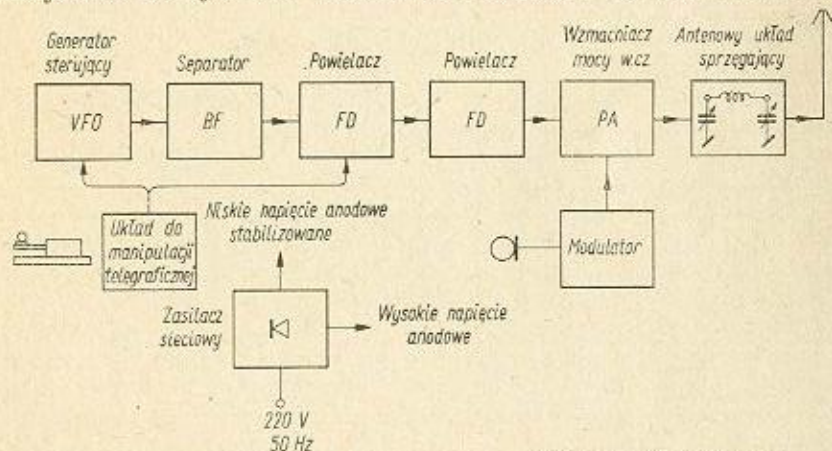 Generator
sterujący
Separator
Powielacz
Powielacz
Wzmacniacz
mocy w.cz
Antenowy układ
sprzęgający
VFO
BF
FD
FD
PA
Układ do
manipulacji
telegraficznej
Niskie napięcie anodowe
stabilizowane
Modulator
Zasilacz
sieciowy
Wysokie napięcie
anodowe
220 V
50 Hz